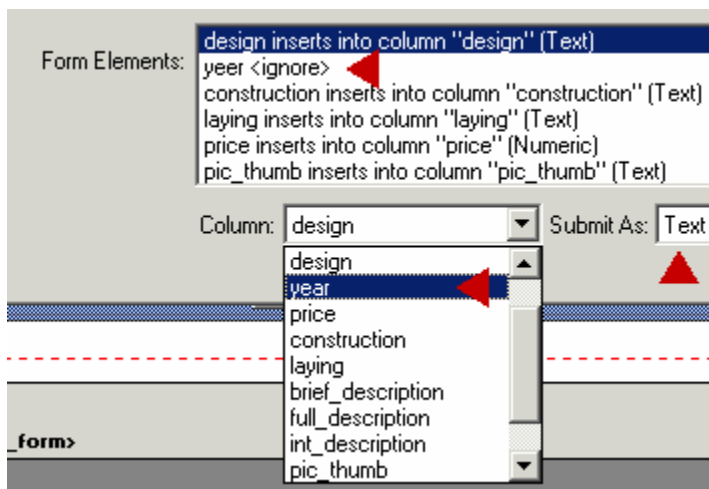 Form Elements:
design inserts into column "design" (Text)
yeer <ignore>
construction inserts into column "construction" (Text)
laying inserts into column "laying" (Text)
price inserts into column "price" (Numeric)
pic_thumb inserts into column "pic_thumb" (Text)
Column: design Submit As: Text
design
year
price
construction
laying
brief_description
full_description
int_description
pic_thumb
_form>